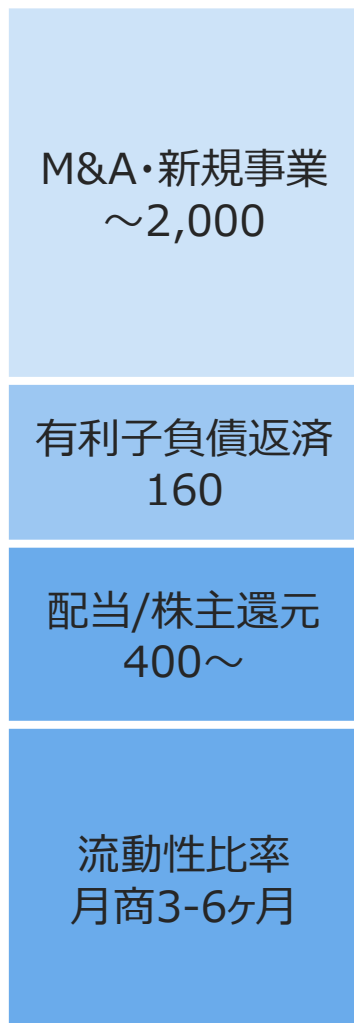 M&A･新規事業
～2,000
有利子負債返済
160
配当/株主還元
400～
流動性比率
月商3-6ヶ月